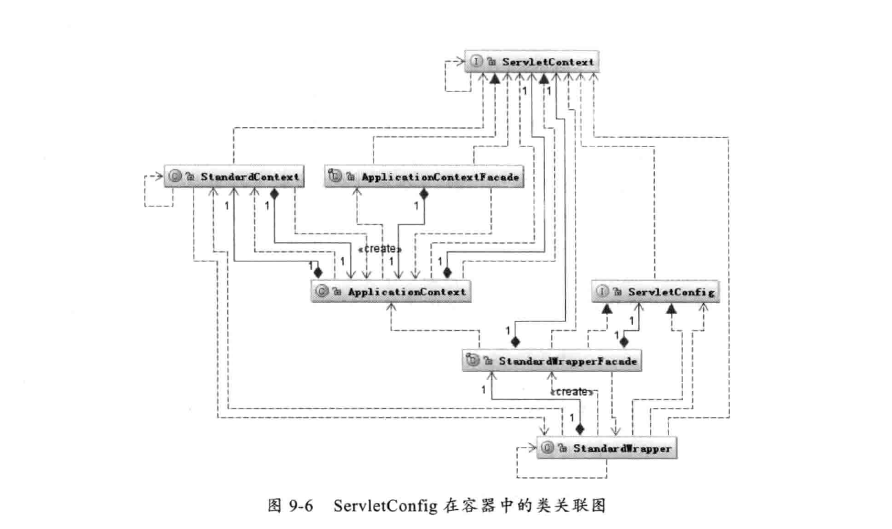 ServletContext
1
1
StandardContext
ApplicationContextFacade
1
1
1
«create»
1
1
1
1
ApplicationContext
ServletConfig
1
1
1
StandardWrapperFacade
1
«create»
1
StandardWrapper
图 9-6 ServletConfig 在容器中的类关联图